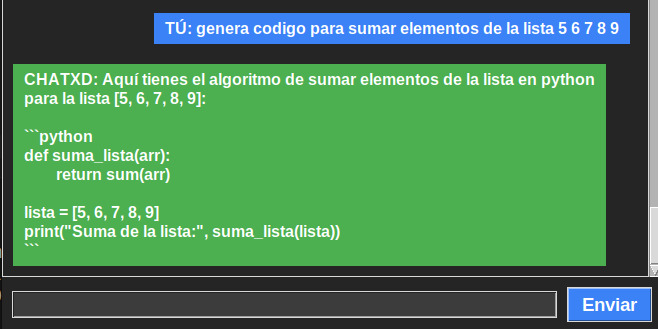 TÚ: genera codigo para sumar elementos de la lista 5 6 7 8 9
CHATXD: Aquí tienes el algoritmo de sumar elementos de la lista en python
para la lista [5, 6, 7, 8, 9]:
```python
def suma_lista(arr):
return sum(arr)
lista = [5, 6, 7, 8, 9]
print("Suma de la lista:", suma_lista(lista))
```
Enviar